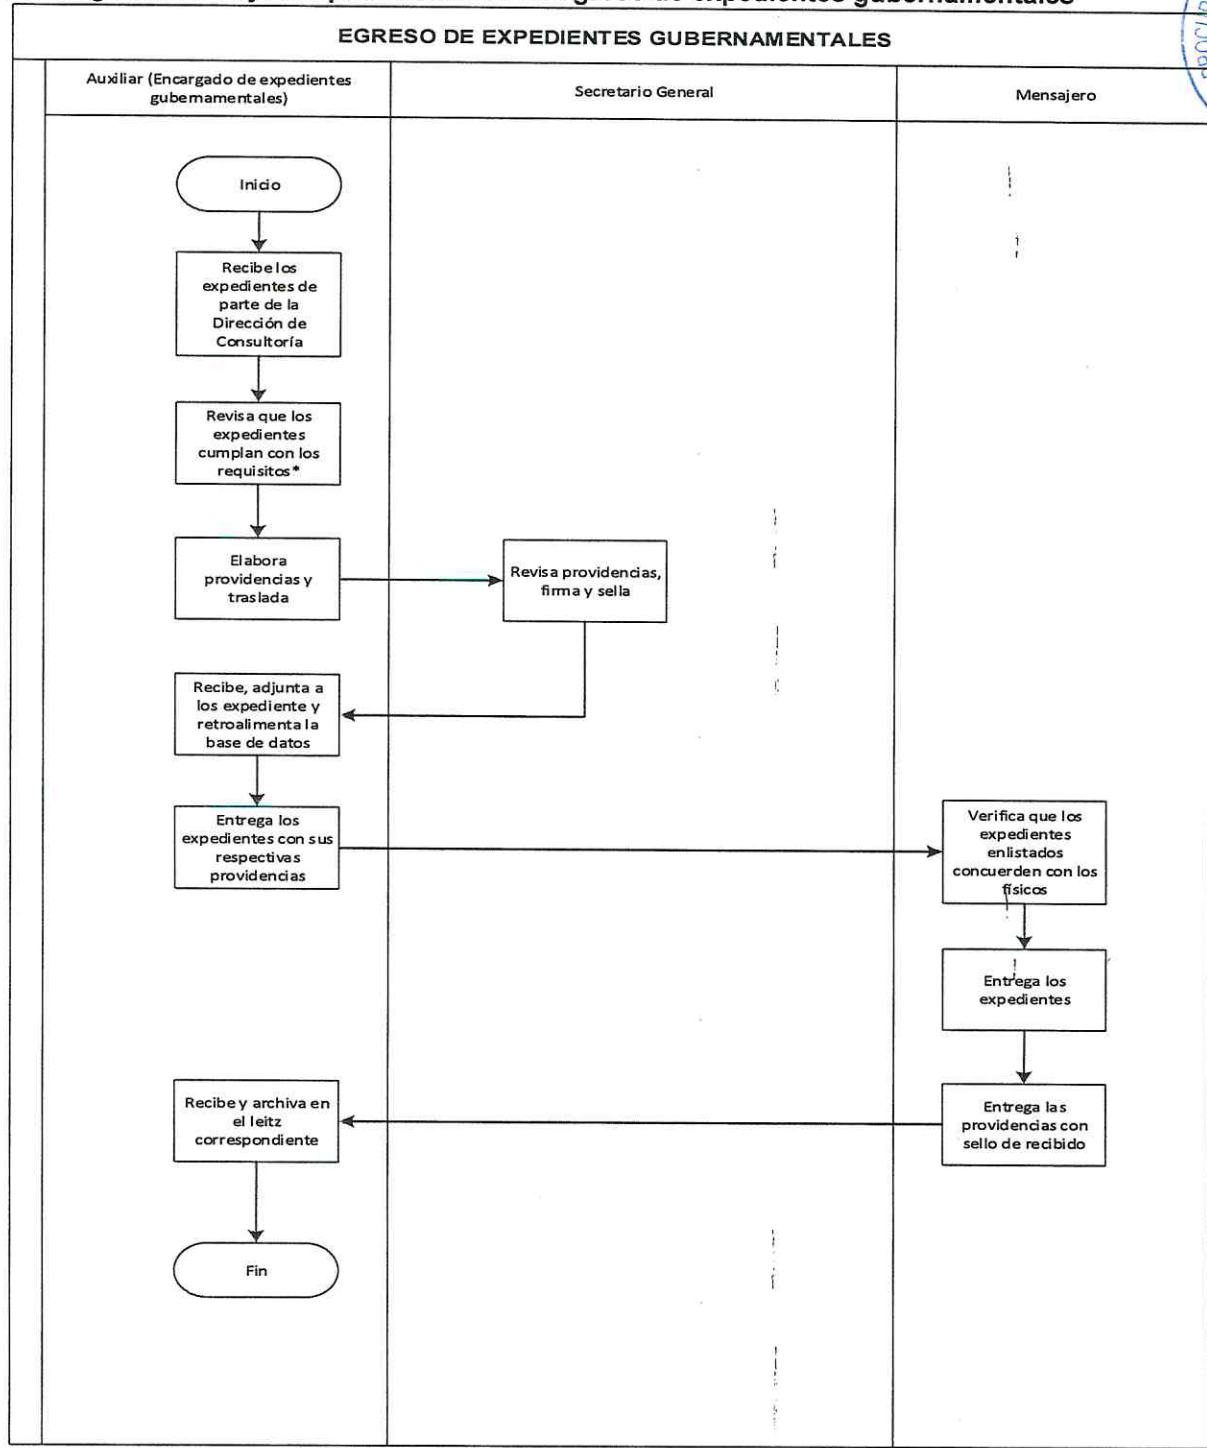 EGRESO DE EXPEDIENTES GUBERNAMENTALES
Auxiliar (Encargado de expedientes
gubernamentales)
Secretario General
Mensajero
Inicio
Recibe los
expedientes de
parte de la
Dirección de
Consultoría
Revisa que los
expedientes
cumplan con los
requisitos*
Elabora
providencias y
traslada
Revisa providencias,
firma y sella
Recibe, adjunta a
los expediente y
retroalimenta la
base de datos
Entrega los
expedientes con sus
respectivas
providencias
Verifica que los
expedientes
enlistados
concuerden con los
físicos
Entrega los
expedientes
Entrega las
providencias con
sello de recibido
Recibe y archiva en
el leitz
correspondiente
Fin